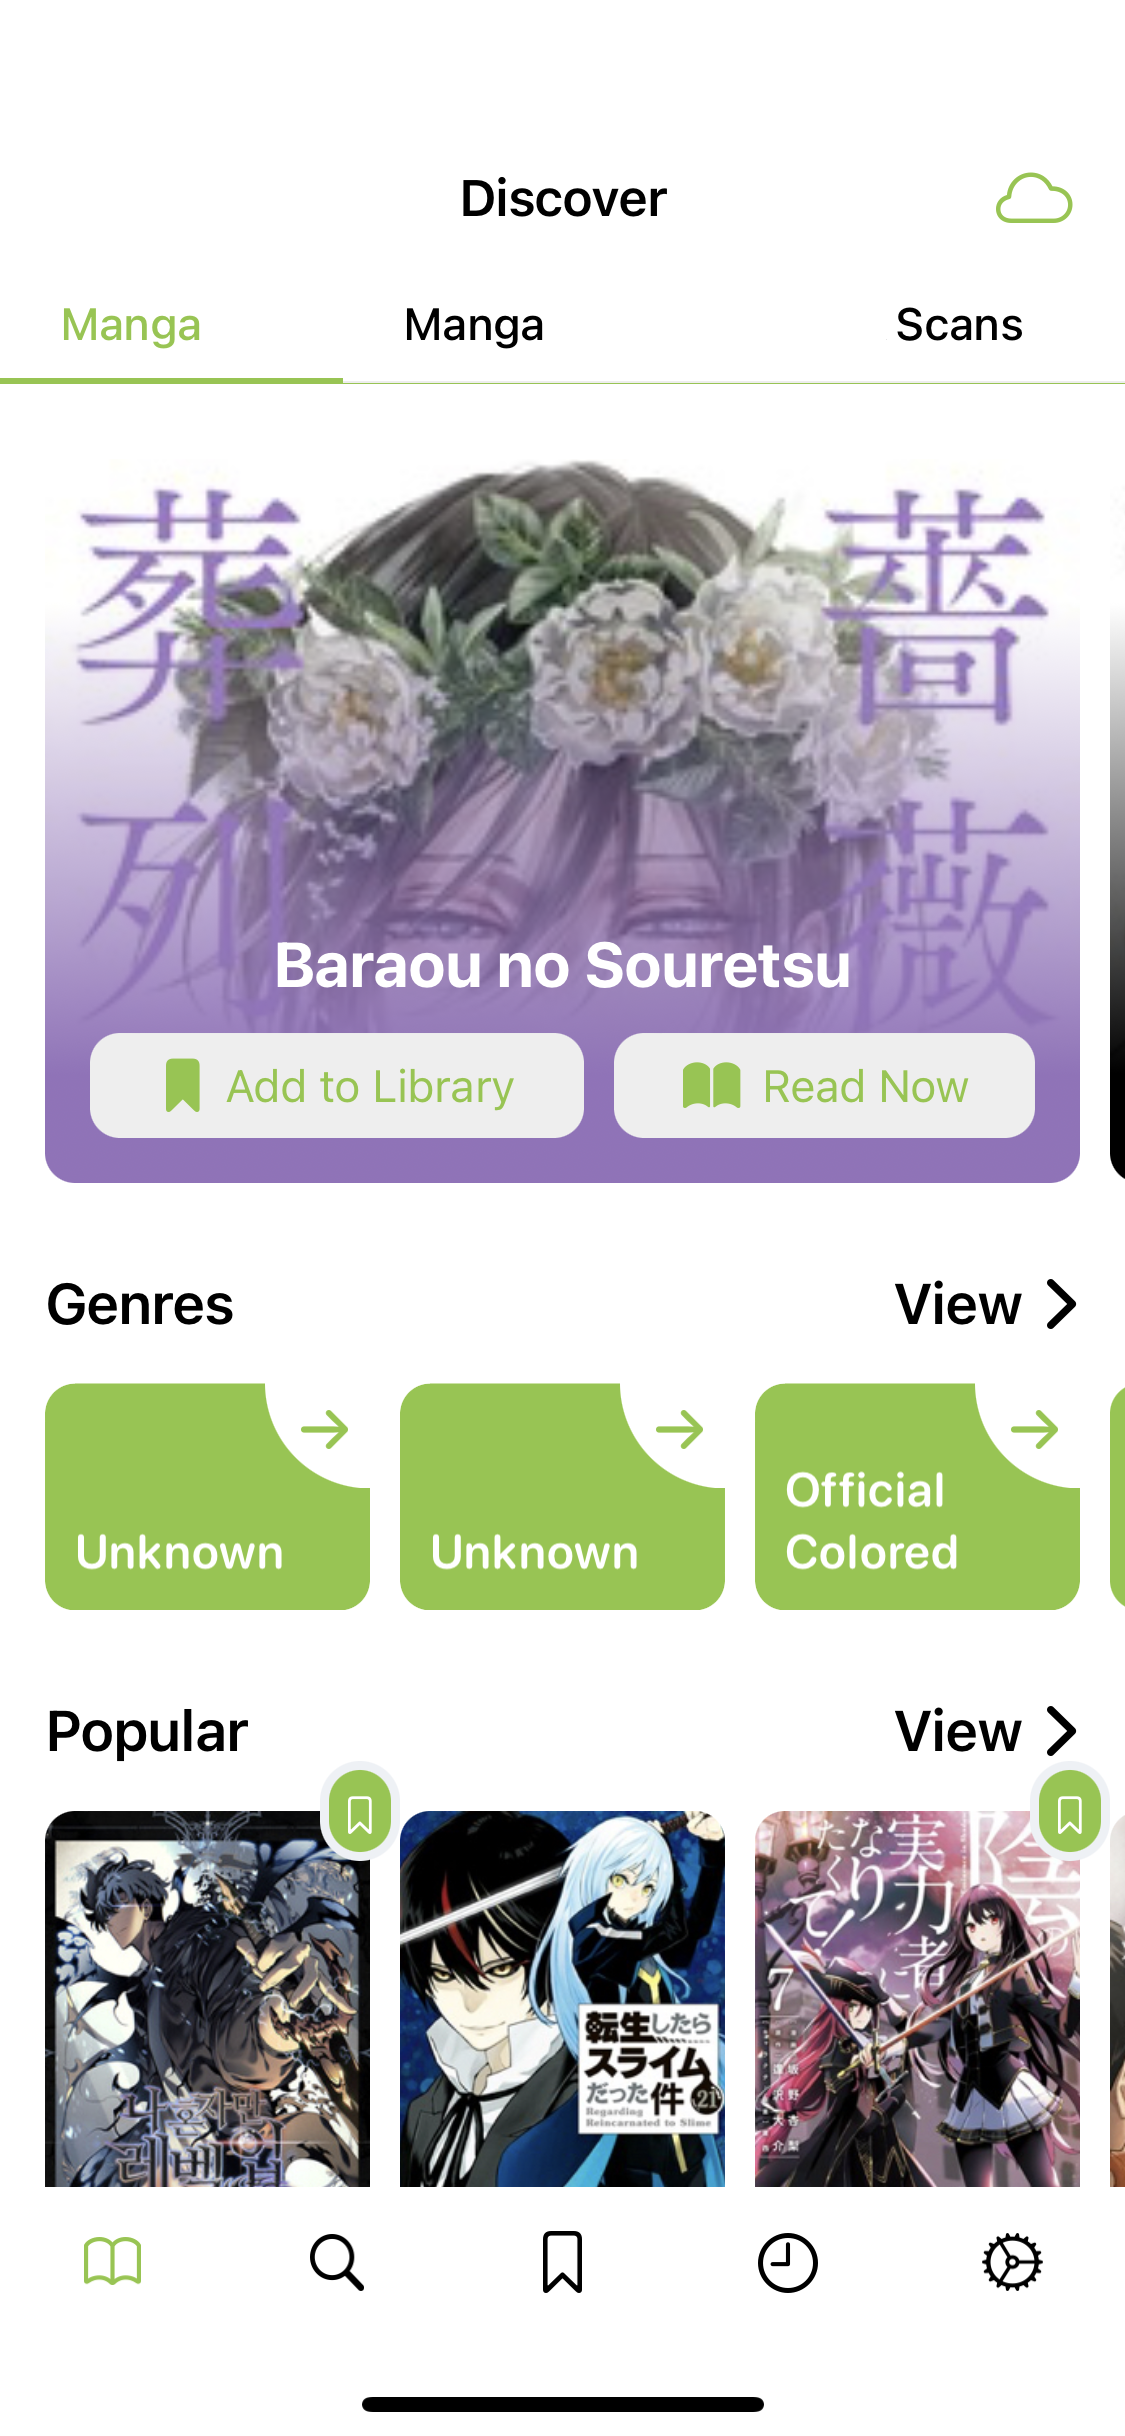 Discover
Manga
Manga
Scans
葬列
薔薇
Baraou no Souretsu
Add to Library
Read Now
Genres
View
Unknown
Unknown
Official
Colored
Popular
View
나 혼자만
레벨업
転生したら
スライム
だった件
21
Regarding
Reincarnated to Slime
陰の
実力者に
なり
たくて!
7